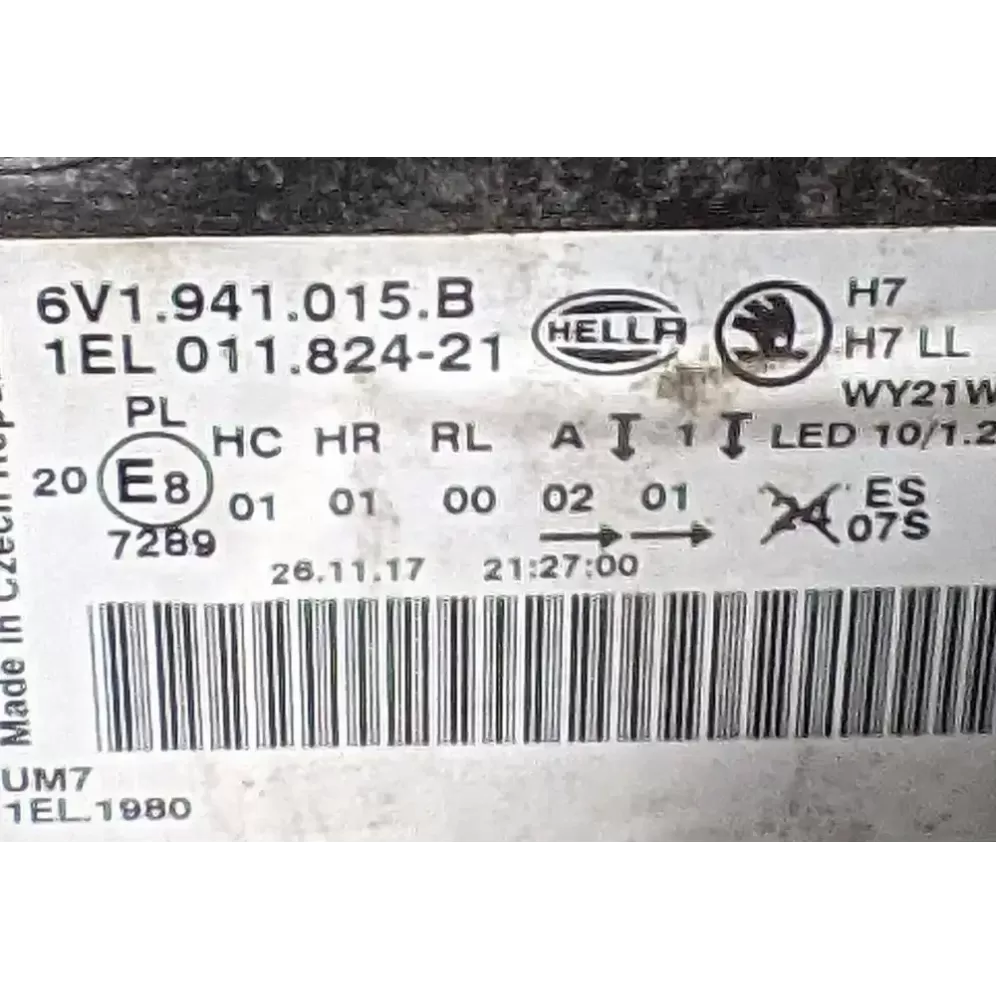 6V1.941.015.B
1EL 011.824-21
HELLA
H7
H7 LL
WY21W
LED 10/1.2
PL
HC HR RL A 1
20 E8 01 01 00 02 01
7289
24 ES
07S
26.11.17 21:27:00
Made in Czech Rep
UM7
1EL.1980